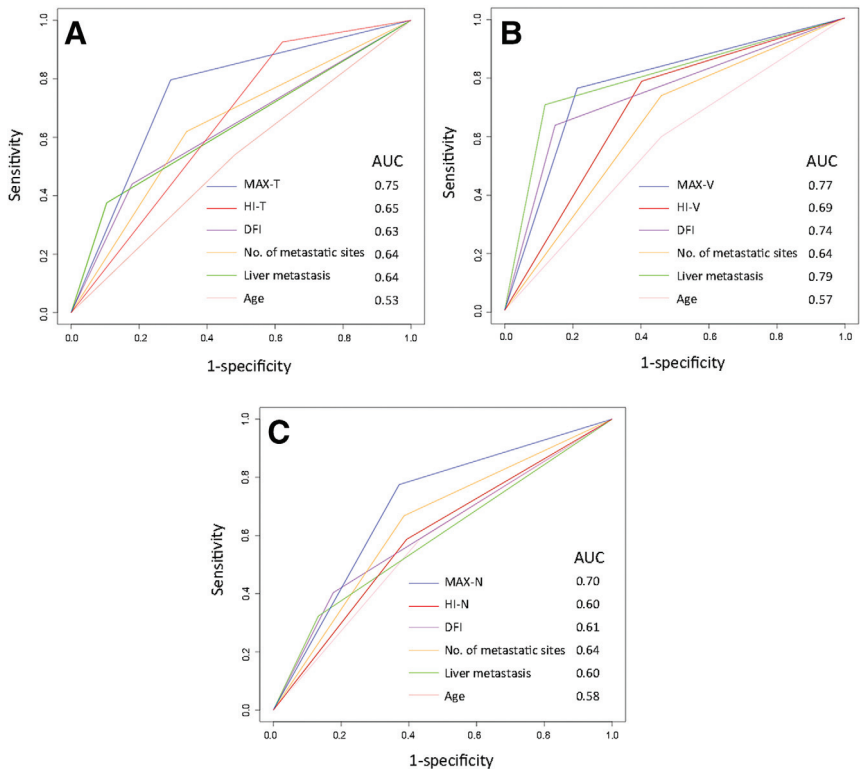 A
1.0
0.8
0.6
0.4
0.2
0.0
Sensitivity
AUC
MAX-T 0.75
HI-T 0.65
DFI 0.63
No. of metastatic sites 0.64
Liver metastasis 0.64
Age 0.53
0.0 0.2 0.4 0.6 0.8 1.0
1-specificity
B
1.0
0.8
0.6
0.4
0.2
0.0
Sensitivity
AUC
MAX-V 0.77
HI-V 0.69
DFI 0.74
No. of metastatic sites 0.64
Liver metastasis 0.79
Age 0.57
0.0 0.2 0.4 0.6 0.8 1.0
1-specificity
C
1.0
0.8
0.6
0.4
0.2
0.0
Sensitivity
AUC
MAX-N 0.70
HI-N 0.60
DFI 0.61
No. of metastatic sites 0.64
Liver metastasis 0.60
Age 0.58
0.0 0.2 0.4 0.6 0.8 1.0
1-specificity